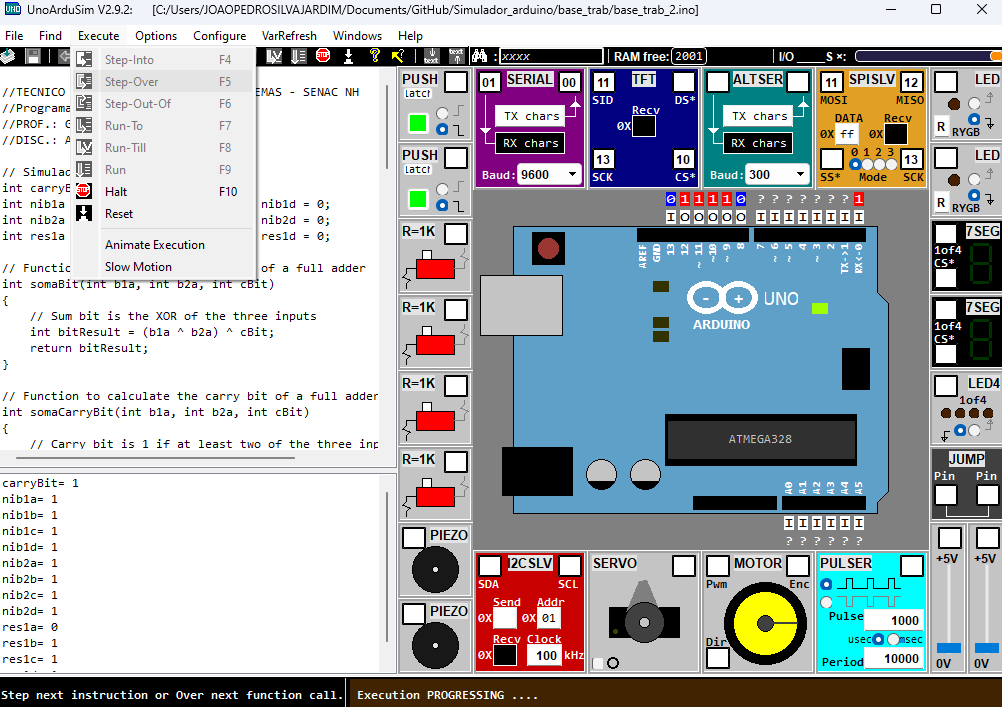 UnoArduSim V2.9.2: [C:/Users/JOAOPEDROSILVAJARDIM/Documents/GitHub/Simulador_arduino/base_trab/base_trab_2.ino]
File Find Execute Options Configure VarRefresh Windows Help
text text xxxx RAM free: 2001 I/O S x:
Step-Into F4
Step-Over F5
Step-Out-Of F6
Run-To F7
Run-Till F8
Run F9
Halt F10
Reset
Animate Execution
Slow Motion
//TECNICO EMAS - SENAC NH
//Programa
//PROF.: G
//DISC.: A
// Simulad
int carryB
int nib1a nib1d = 0;
int nib2a nib2d = 0;
int res1a res1d = 0;
// Functio of a full adder
int somaBit(int b1a, int b2a, int cBit)
{
// Sum bit is the XOR of the three inputs
int bitResult = (b1a ^ b2a) ^ cBit;
return bitResult;
}
// Function to calculate the carry bit of a full adder
int somaCarryBit(int b1a, int b2a, int cBit)
{
// Carry bit is 1 if at least two of the three inp
carryBit= 1
nib1a= 1
nib1b= 1
nib1c= 1
nib1d= 1
nib2a= 1
nib2b= 1
nib2c= 1
nib2d= 1
res1a= 0
res1b= 1
res1c= 1
PUSH
Latch
PUSH
Latch
R=1K
R=1K
R=1K
R=1K
PIEZO
PIEZO
01 SERIAL 00
TX chars
RX chars
Baud: 9600
11 TFT
SID DS*
Recv
0X
13 10
SCK CS*
ALTSER
TX chars
RX chars
Baud: 300
11 SPISLV 12
MOSI MISO
DATA Recv
0X ff 0X
0 1 2 3 13
SS* Mode SCK
0 1 1 1 1 0 ? ? ? ? ? ? ? 1
I O O O O O I I I I I I I I
AREF GND 13 12 ~11 ~10 ~9 8 7 ~6 ~5 4 ~3 2 TX->1 RX<-0
UNO
ARDUINO
ATMEGA328
A0 A1 A2 A3 A4 A5
I I I I I I
? ? ? ? ? ?
LED
R RYGB
LED
R RYGB
7SEG
1of4
CS*
7SEG
1of4
CS*
LED4
1of4
JUMP
Pin Pin
+5V +5V
0V 0V
I2CSLV
SDA SCL
Send Addr
0X 0X 01
Recv Clock
0X 100 kHz
SERVO
MOTOR
Pwm Enc
Dir
PULSER
Pulse 1000
usec msec
Period 10000
Step next instruction or Over next function call. Execution PROGRESSING ....